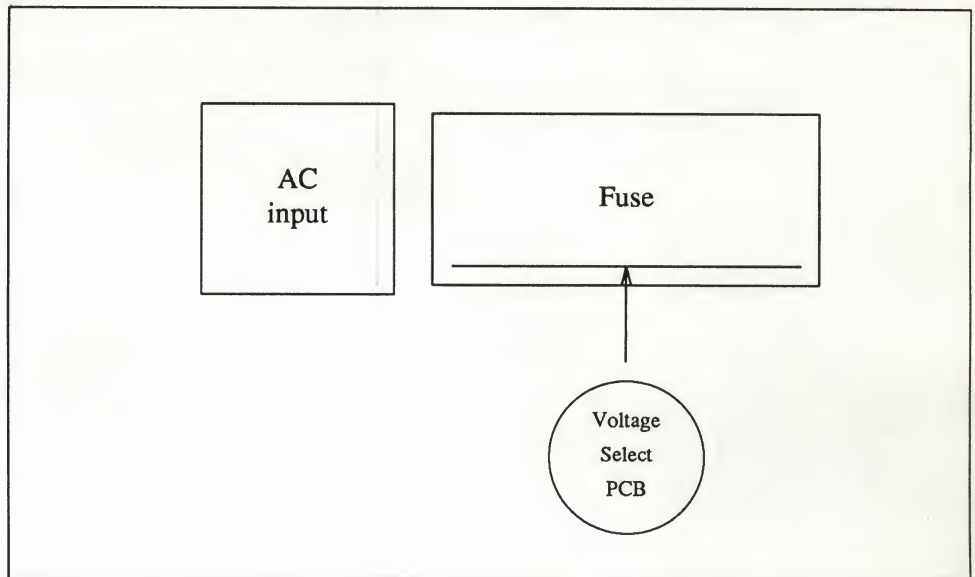 AC
input
Fuse
Voltage
Select
PCB